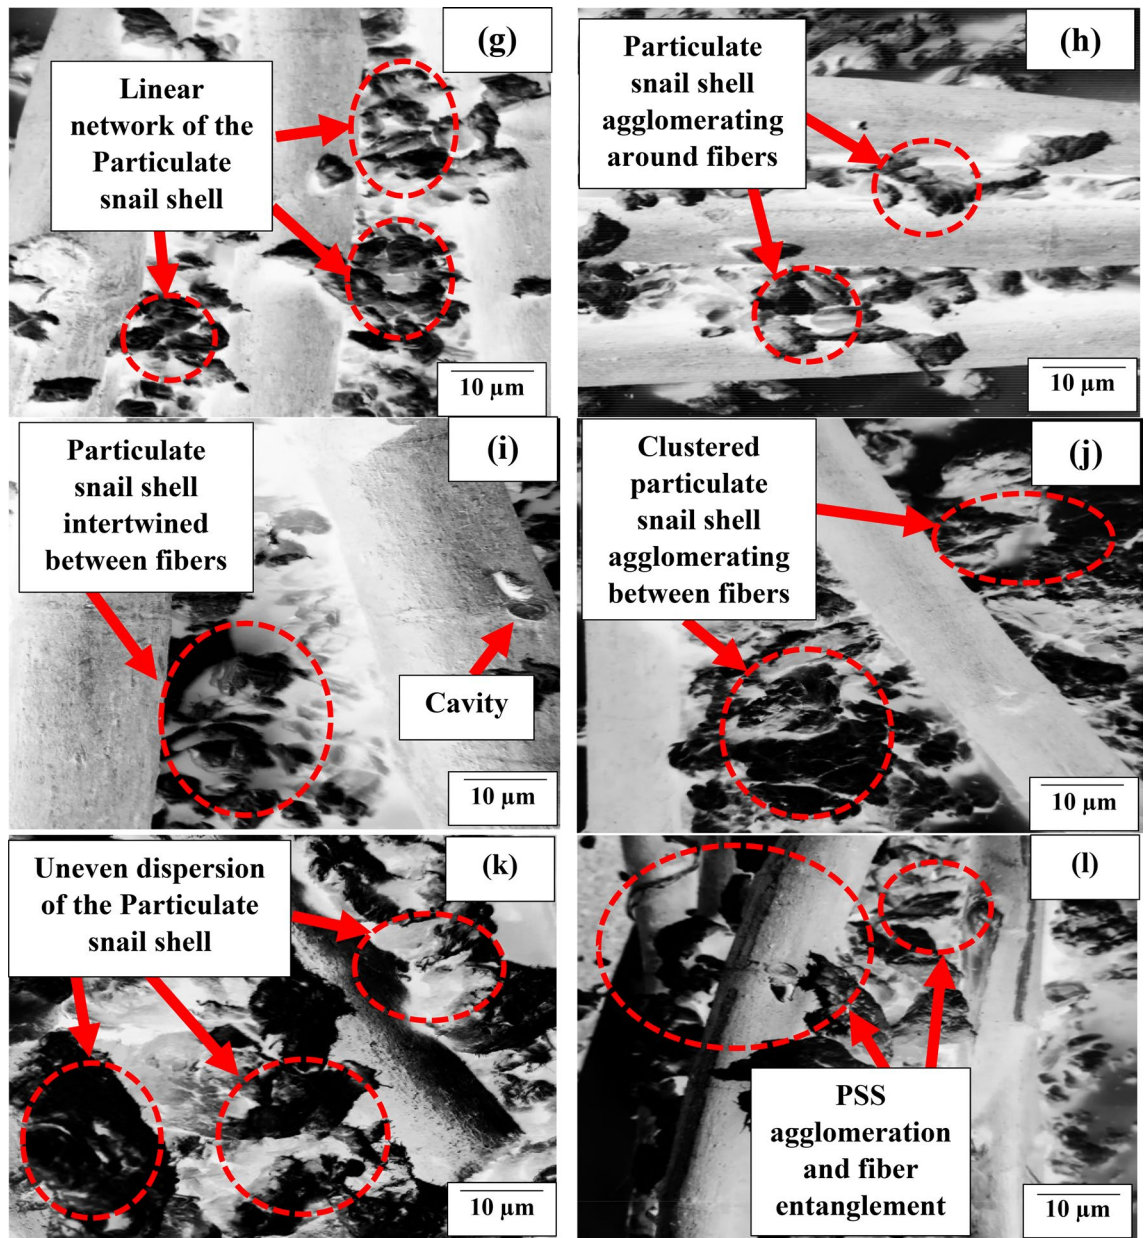 (g)
Linear
network of the
Particulate
snail shell
10 µm
(h)
Particulate
snail shell
agglomerating
around fibers
10 µm
(i)
Particulate
snail shell
intertwined
between fibers
Cavity
10 µm
(j)
Clustered
particulate
snail shell
agglomerating
between fibers
10 µm
(k)
Uneven dispersion
of the Particulate
snail shell
10 µm
(l)
PSS
agglomeration
and fiber
entanglement
10 µm